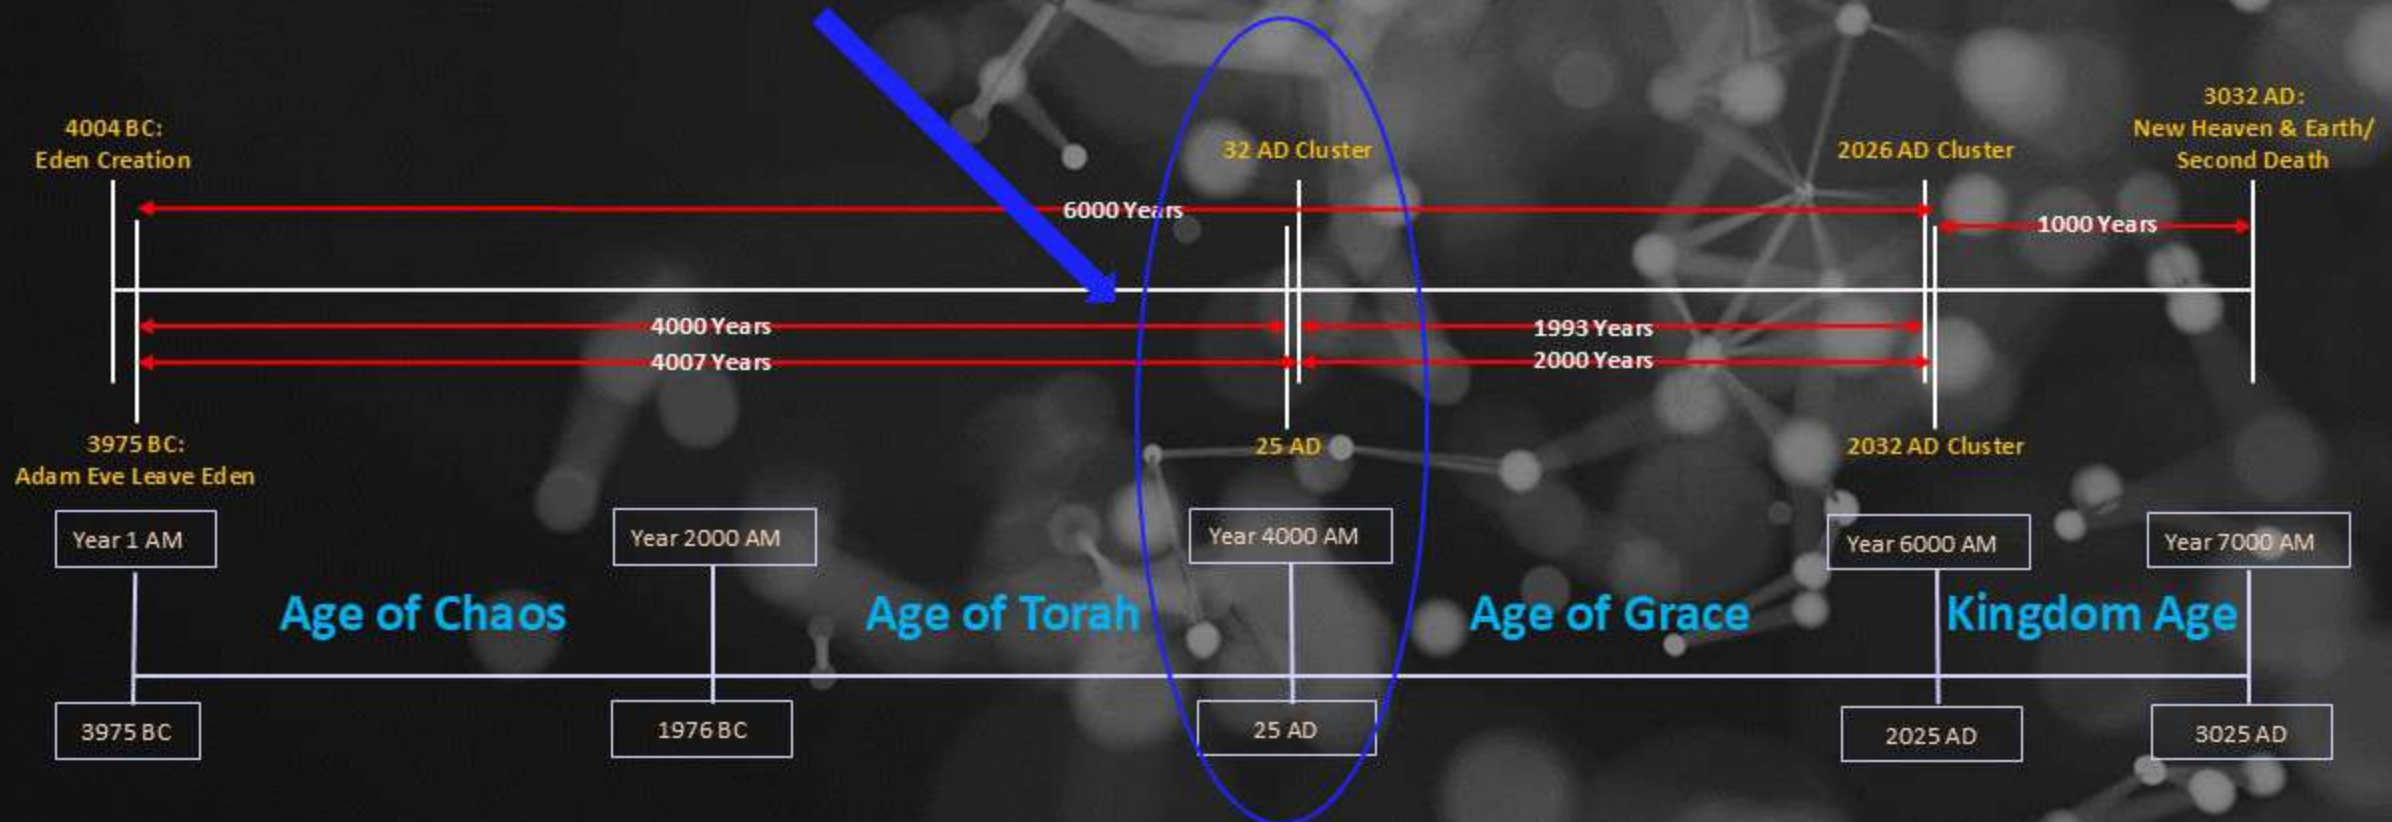 4004 BC:
Eden Creation
32 AD Cluster
2026 AD Cluster
3032 AD:
New Heaven & Earth/
Second Death
6000 Years
1000 Years
4000 Years
1993 Years
4007 Years
2000 Years
3975 BC:
Adam Eve Leave Eden
25 AD
2032 AD Cluster
Year 1 AM
Year 2000 AM
Year 4000 AM
Year 6000 AM
Year 7000 AM
Age of Chaos
Age of Torah
Age of Grace
Kingdom Age
3975 BC
1976 BC
25 AD
2025 AD
3025 AD